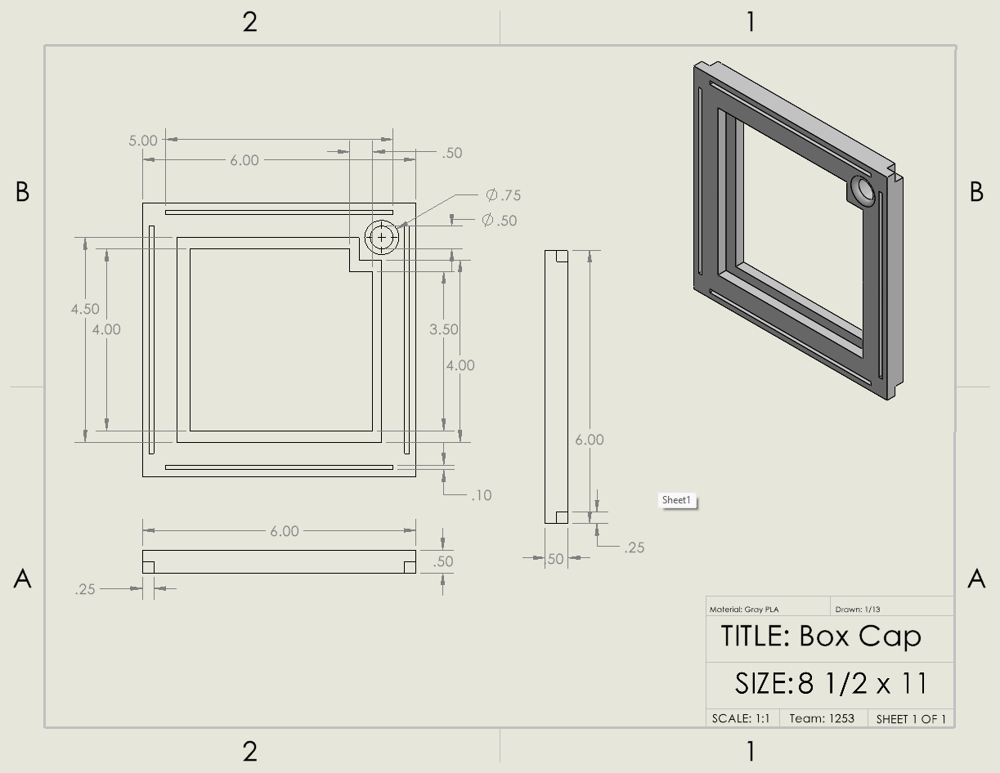 2
1
B
B
5.00
.50
6.00
∅ .75
∅ .50
4.50
4.00
3.50
4.00
6.00
.10
Sheet1
6.00
.50
.50
.25
.25
A
A
Material: Gray PLA
Drawn: 1/13
TITLE: Box Cap
SIZE: 8 1/2 x 11
SCALE: 1:1
Team: 1253
SHEET 1 OF 1
2
1